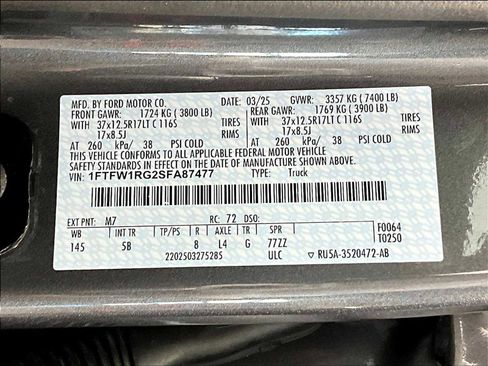 MFD. BY FORD MOTOR CO. 03/25 GVWR: 3357 KG ( 7400 LB)
FRONT GAWR: 1724 KG ( 3800 LB) REAR GAWR: 1769 KG ( 3900 LB)
WITH 37x12.5R17LT C 116S TIRES WITH 37x12.5R17LT C 116S TIRES
17x8.5J RIMS 17x8.5J RIMS
AT 260 kPa/ 38 PSI COLD AT 260 kPa/ 38 PSI COLD
THIS VEHICLE CONFORMS TO ALL APPLICABLE FEDERAL MOTOR VEHICLE
SAFETY STANDARDS IN EFFECT ON THE DATE OF MANUFACTURE SHOWN ABOVE.
VIN: 1FTFW1RG2SFA87477 TYPE: Truck
EXT PNT: M7 RC: 72 DSO: F0064
WB INT TR R AXLE TR SPR T0250
145 5B 8 L4 G 77ZZ
2202503275285 ULC ▽ RU5A-3520472-AB